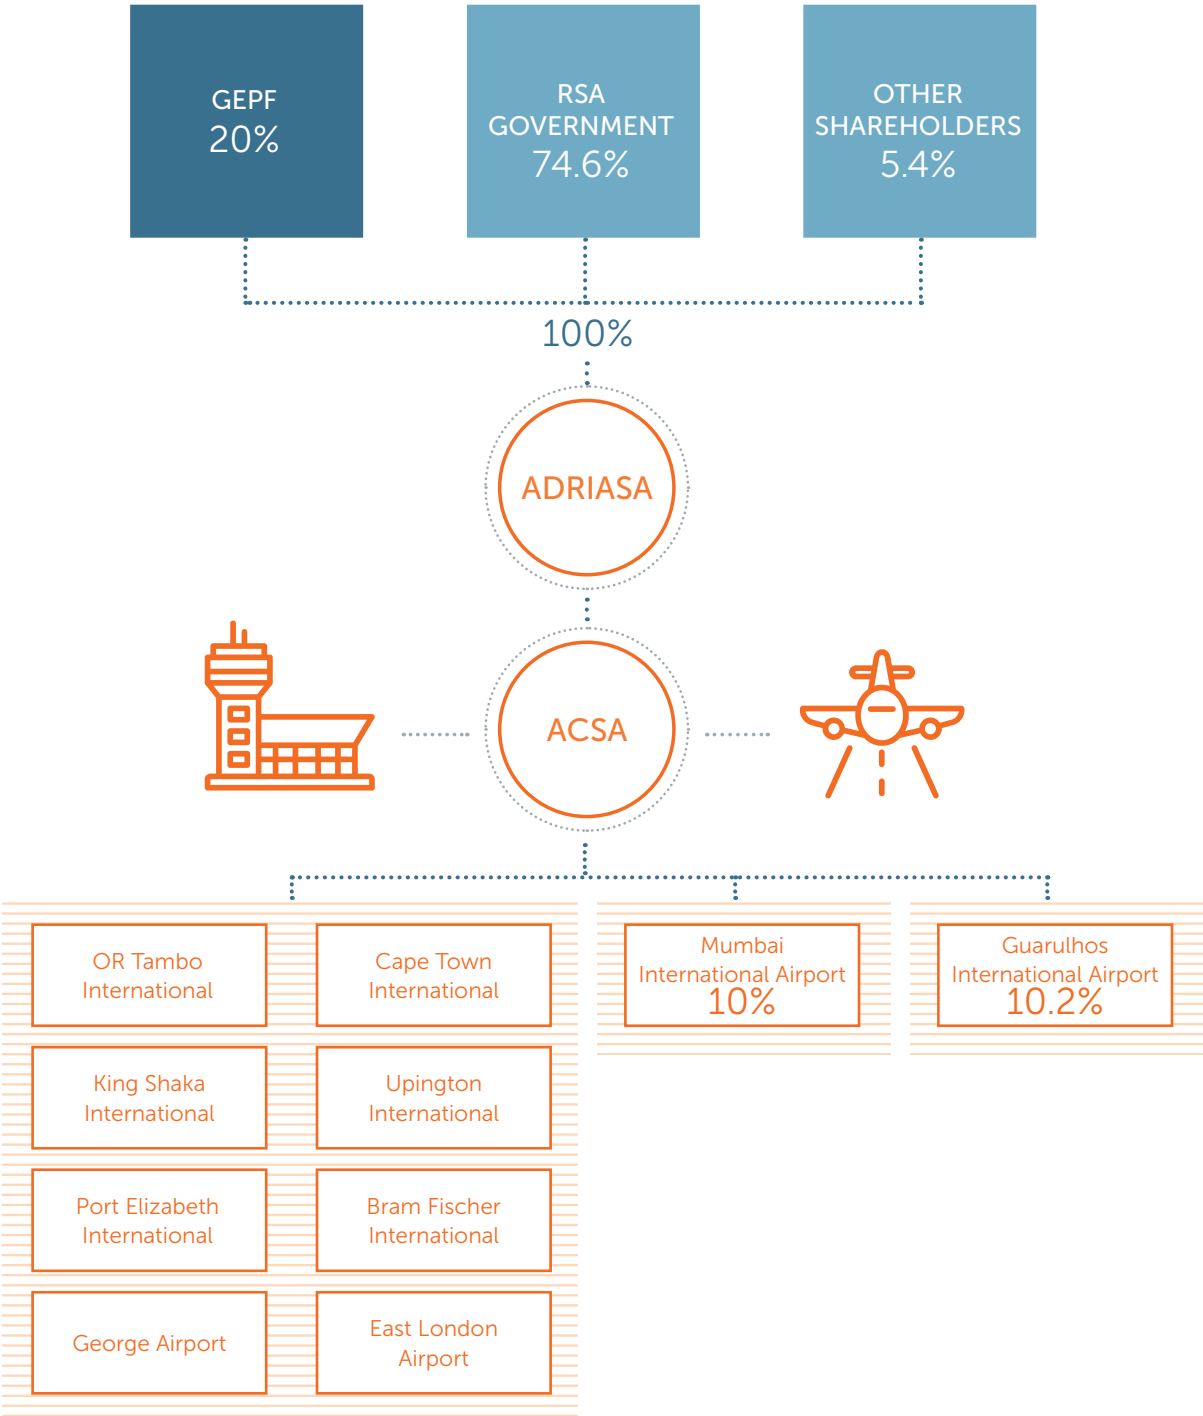 GEPF
20%
RSA
GOVERNMENT
74.6%
OTHER
SHAREHOLDERS
5.4%
100%
ADRIASA
ACSA
OR Tambo
International
Cape Town
International
Mumbai
International Airport
10%
Guarulhos
International Airport
10.2%
King Shaka
International
Upington
International
Port Elizabeth
International
Bram Fischer
International
George Airport
East London
Airport